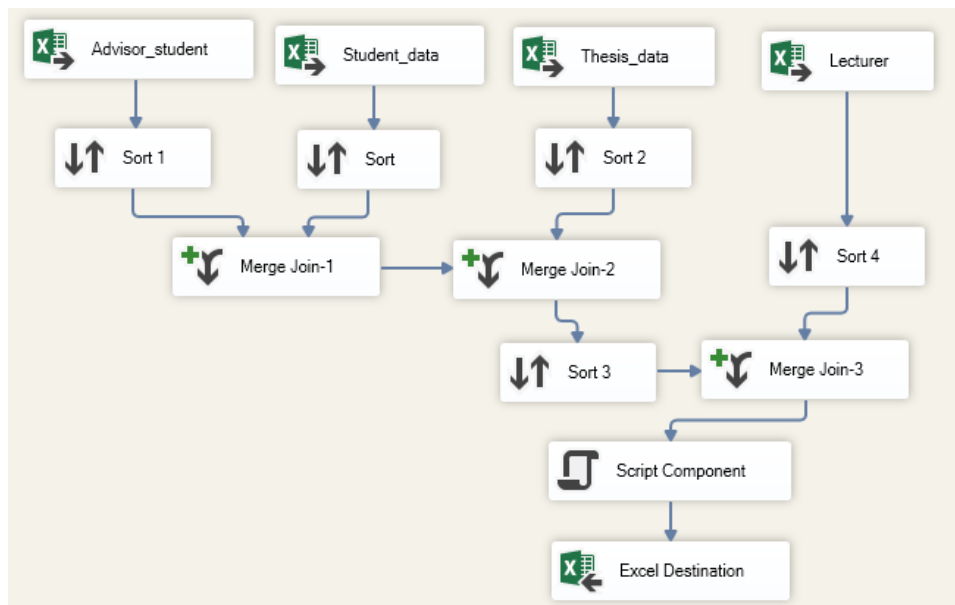 Advisor_student
Student_data
Thesis_data
Lecturer
Sort 1
Sort
Sort 2
Sort 4
Merge Join-1
Merge Join-2
Sort 3
Merge Join-3
Script Component
Excel Destination